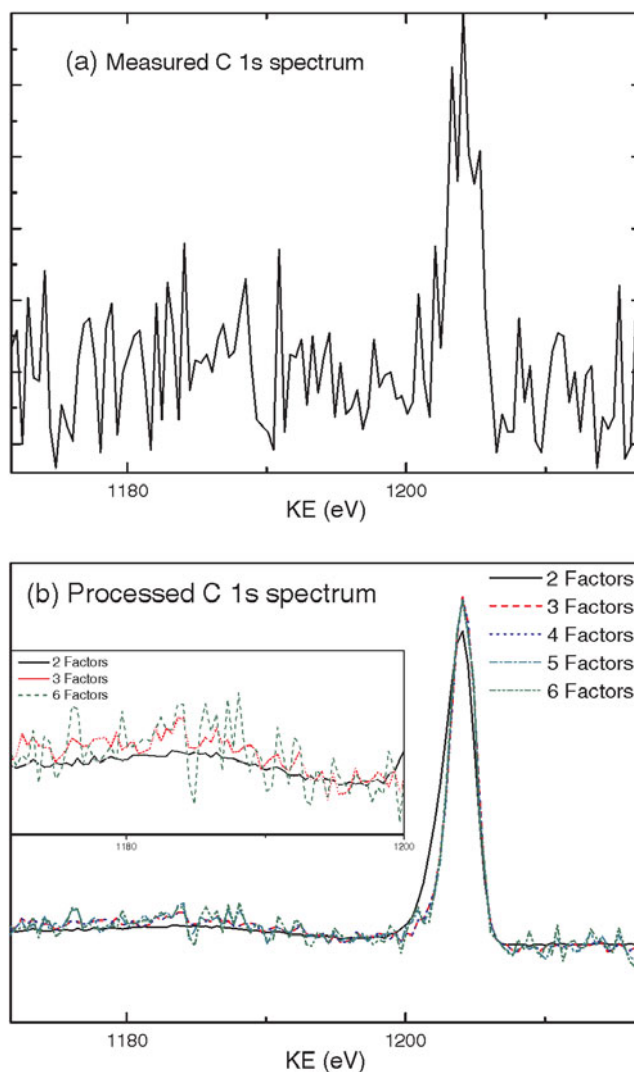 (a) Measured C 1s spectrum
1180
1200
KE (eV)
(b) Processed C 1s spectrum
2 Factors
3 Factors
4 Factors
5 Factors
6 Factors
2 Factors
3 Factors
6 Factors
1180
1200
1180
1200
KE (eV)